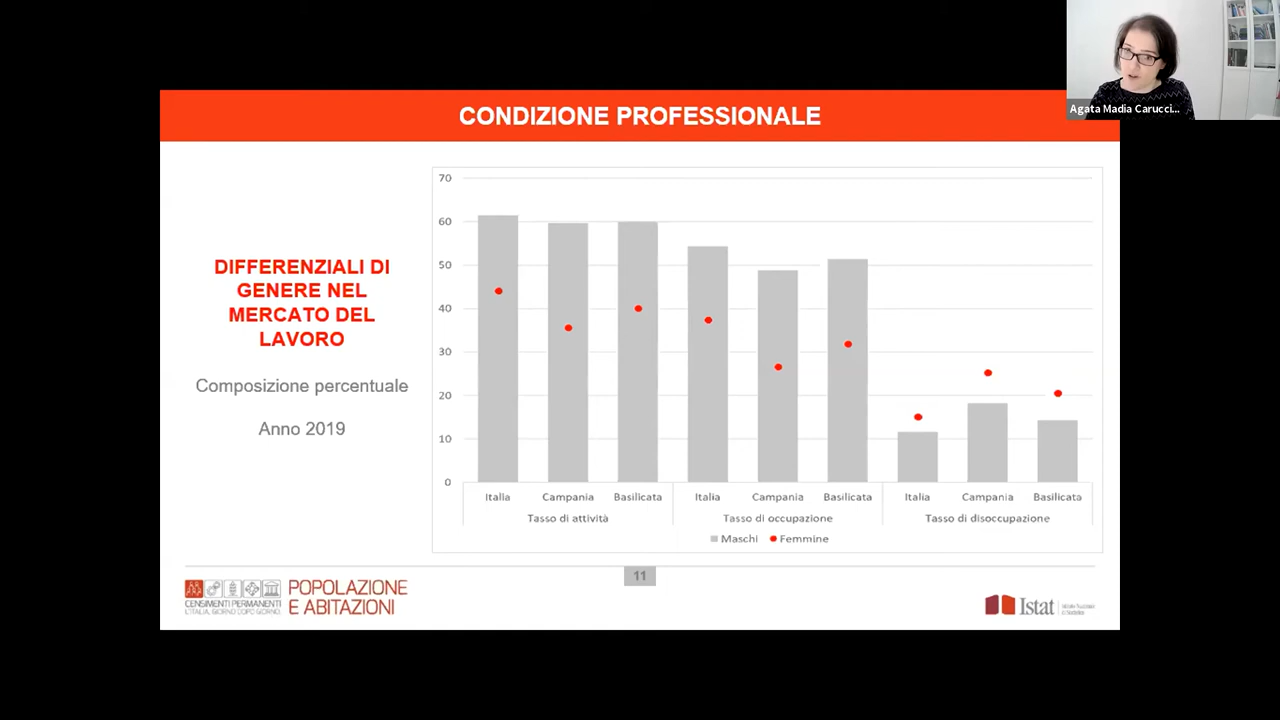 Agata Madia Carucci...
CONDIZIONE PROFESSIONALE
DIFFERENZIALI DI
GENERE NEL
MERCATO DEL
LAVORO
Composizione percentuale
Anno 2019
70
60
50
40
30
20
10
0
Italia Campania Basilicata Italia Campania Basilicata Italia Campania Basilicata
Tasso di attività Tasso di occupazione Tasso di disoccupazione
Maschi Femmine
11
CENSIMENTI PERMANENTI
L'ITALIA, GIORNO DOPO GIORNO
POPOLAZIONE
E ABITAZIONI
Istat